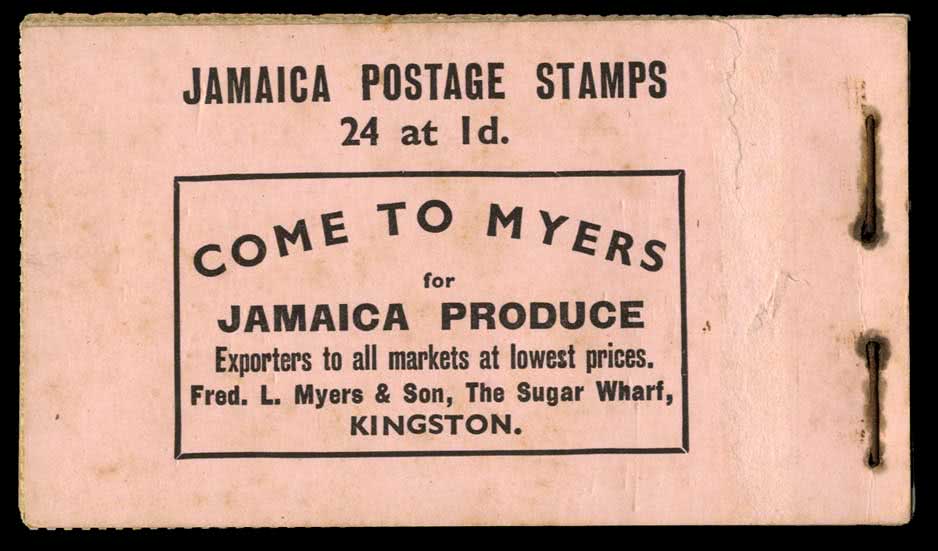 JAMAICA POSTAGE STAMPS
24 at 1d.
COME TO MYERS
for
JAMAICA PRODUCE
Exporters to all markets at lowest prices.
Fred. L. Myers & Son, The Sugar Wharf,
KINGSTON.